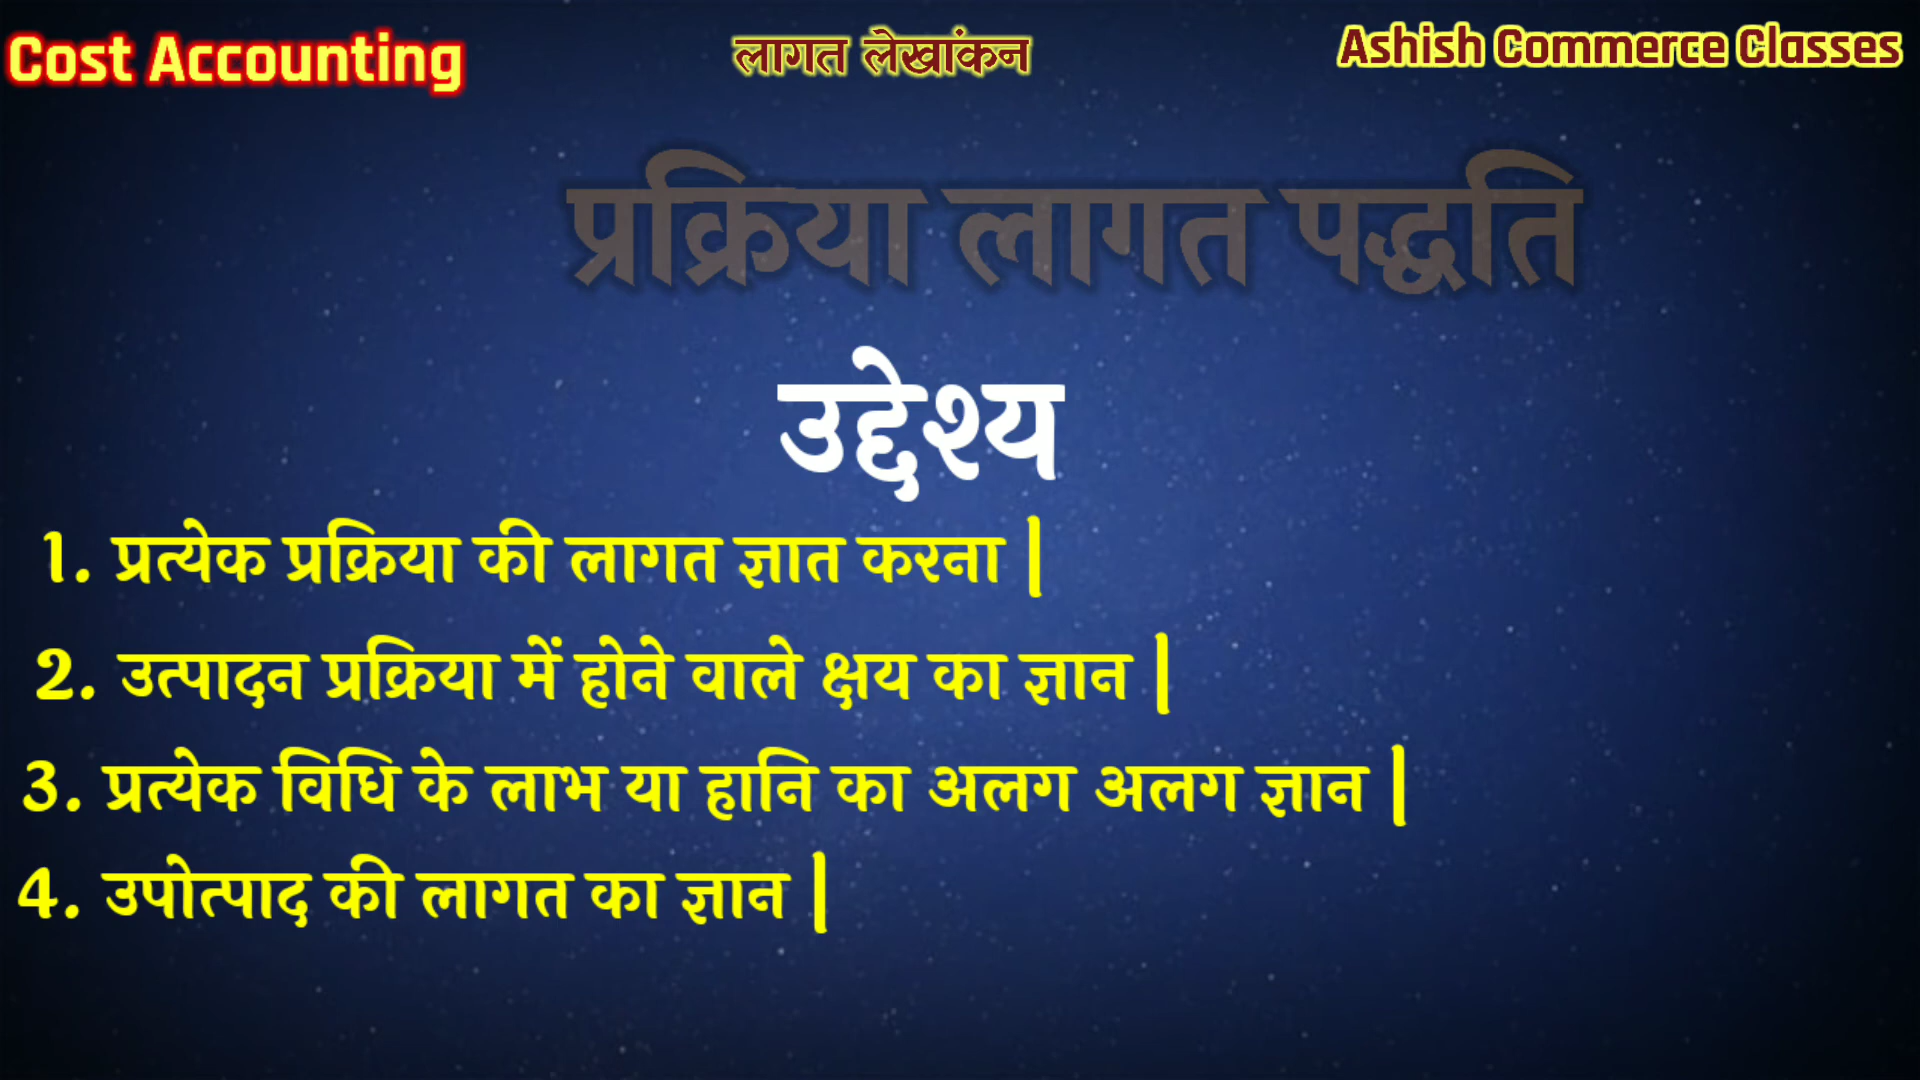 Cost Accounting
लागत लेखांकन
Ashish Commerce Classes
प्रक्रिया लागत पद्धति
उद्देश्य
1. प्रत्येक प्रक्रिया की लागत ज्ञात करना |
2. उत्पादन प्रक्रिया में होने वाले क्षय का ज्ञान |
3. प्रत्येक विधि के लाभ या हानि का अलग अलग ज्ञान |
4. उपोत्पाद की लागत का ज्ञान |